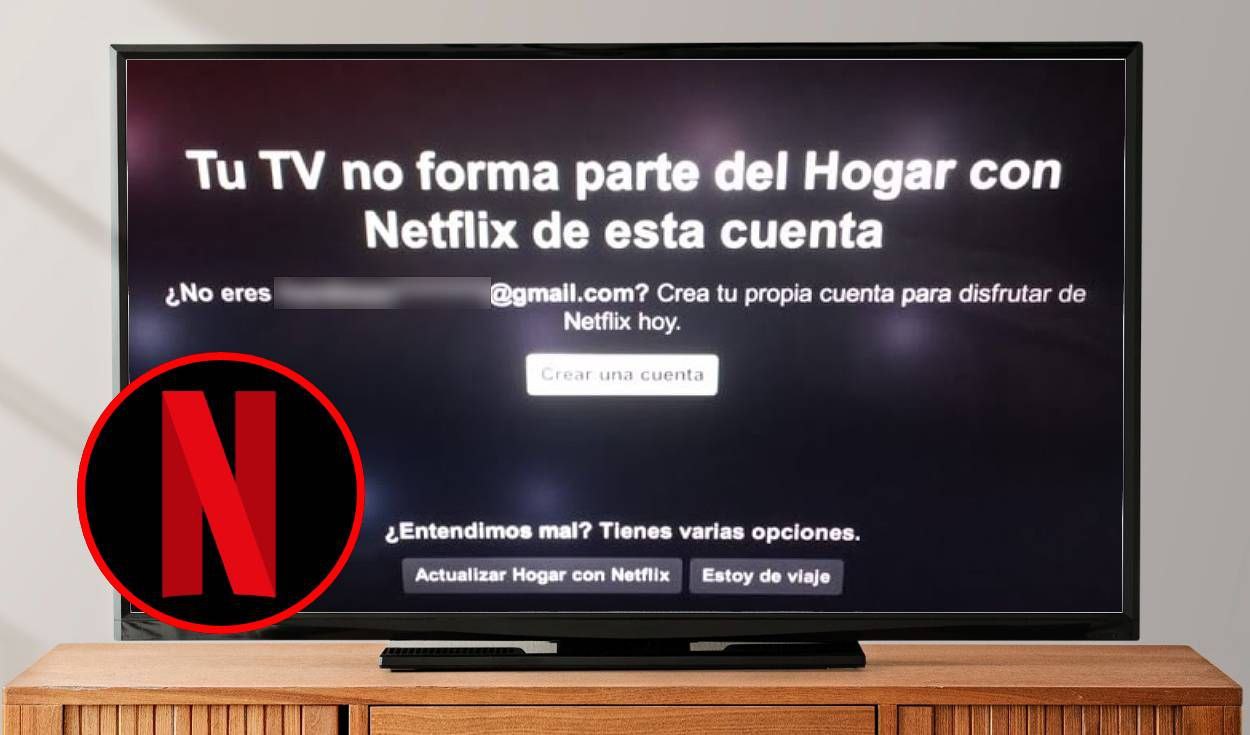 Tu TV no forma parte del Hogar con
Netflix de esta cuenta
¿No eres @gmail.com? Crea tu propia cuenta para disfrutar de
Netflix hoy.
Crear una cuenta
N
¿Entendimos mal? Tienes varias opciones.
Actualizar Hogar con Netflix
Estoy de viaje